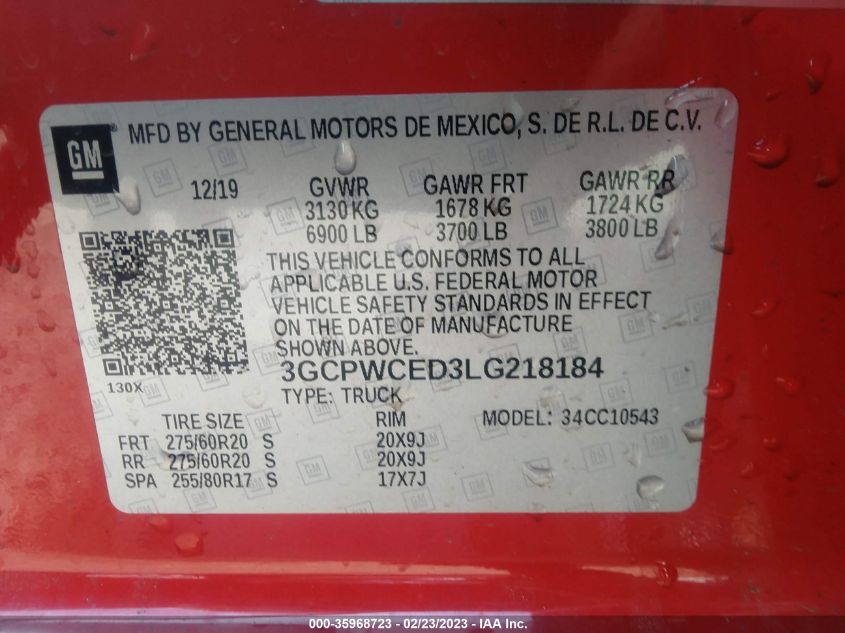 GM
MFD BY GENERAL MOTORS DE MEXICO, S. DE R.L. DE C.V.
12/19 GVWR GAWR FRT GAWR RR
3130 KG 1678 KG 1724 KG
6900 LB 3700 LB 3800 LB
THIS VEHICLE CONFORMS TO ALL
APPLICABLE U.S. FEDERAL MOTOR
VEHICLE SAFETY STANDARDS IN EFFECT
ON THE DATE OF MANUFACTURE
SHOWN ABOVE.
130X
3GCPWCED3LG218184
TYPE: TRUCK
TIRE SIZE RIM MODEL: 34CC10543
FRT 275/60R20 S 20X9J
RR 275/60R20 S 20X9J
SPA 255/80R17 S 17X7J
000-35968723 - 02/23/2023 - Copart, Inc.